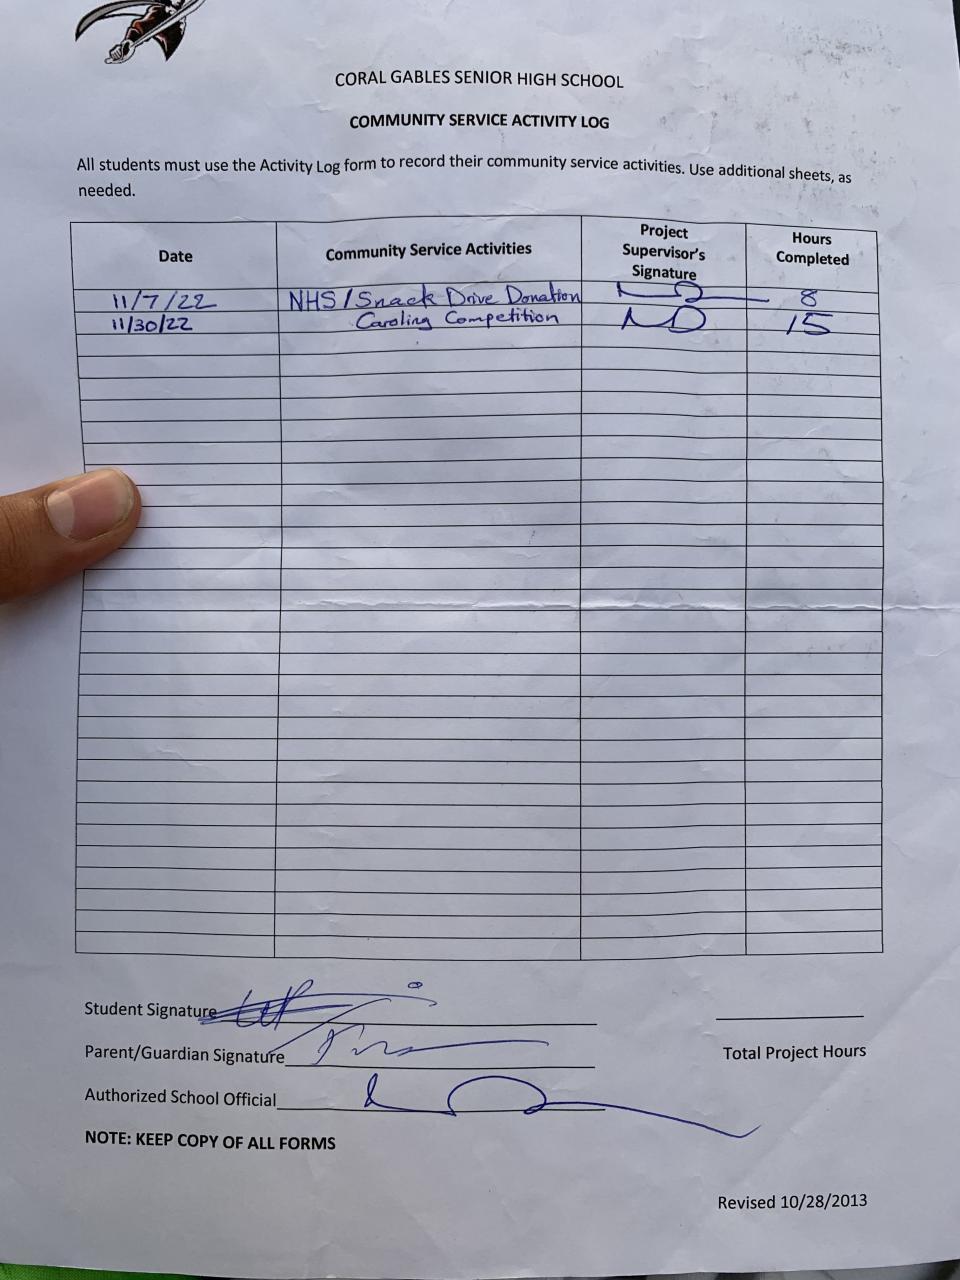 CORAL GABLES SENIOR HIGH SCHOOL
COMMUNITY SERVICE ACTIVITY LOG
All students must use the Activity Log form to record their community service activities. Use additional sheets, as
needed.
Date Community Service Activities Project Supervisor's Signature Hours Completed
11/7/22 NHS/Snack Drive Donation 8
11/30/22 Caroling Competition 15
Student Signature
Parent/Guardian Signature
Total Project Hours
Authorized School Official
NOTE: KEEP COPY OF ALL FORMS
Revised 10/28/2013